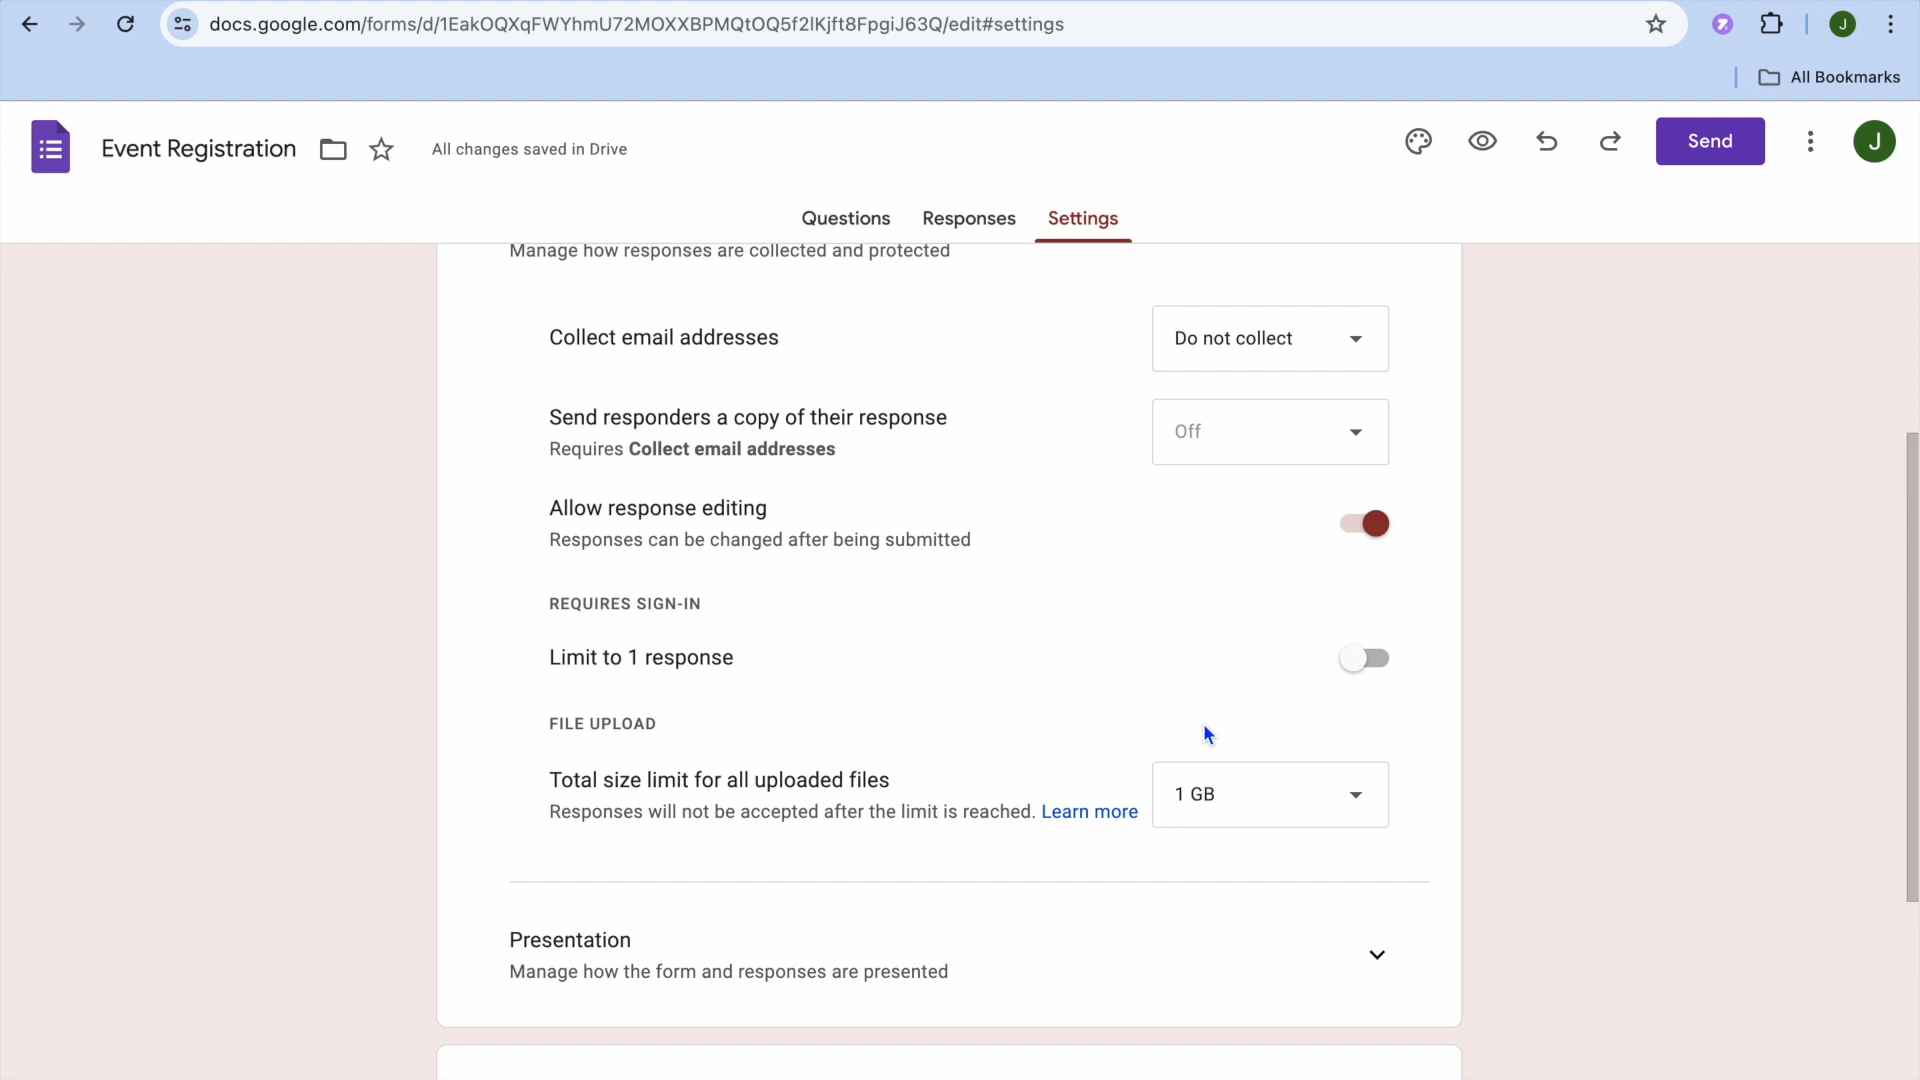 docs.google.com/forms/d/1EakOQXqFWYhmU72MOXXBPMQtOQ5f2lKjft8FpgiJ63Q/edit#settings
J
All Bookmarks
Event Registration
All changes saved in Drive
Send
J
Questions
Responses
Settings
Manage how responses are collected and protected
Collect email addresses
Do not collect
Send responders a copy of their response
Requires Collect email addresses
Off
Allow response editing
Responses can be changed after being submitted
REQUIRES SIGN-IN
Limit to 1 response
FILE UPLOAD
Total size limit for all uploaded files
Responses will not be accepted after the limit is reached. Learn more
1 GB
Presentation
Manage how the form and responses are presented